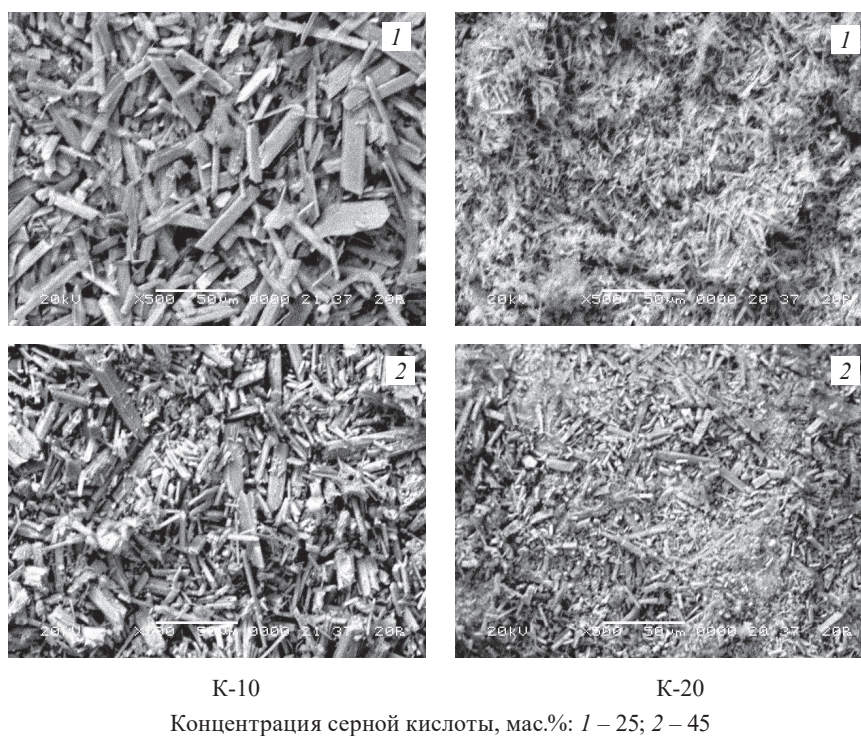 1
1
20kV X500 50µm 0000 21 37 20R
20kV X500 50µm 0000 20 37 20R
2
2
20kV X500 50µm 0000 21 37 20R
20kV X500 50µm 0000 20 37 20R
К-10
К-20
Концентрация серной кислоты, мас.%: 1 – 25; 2 – 45